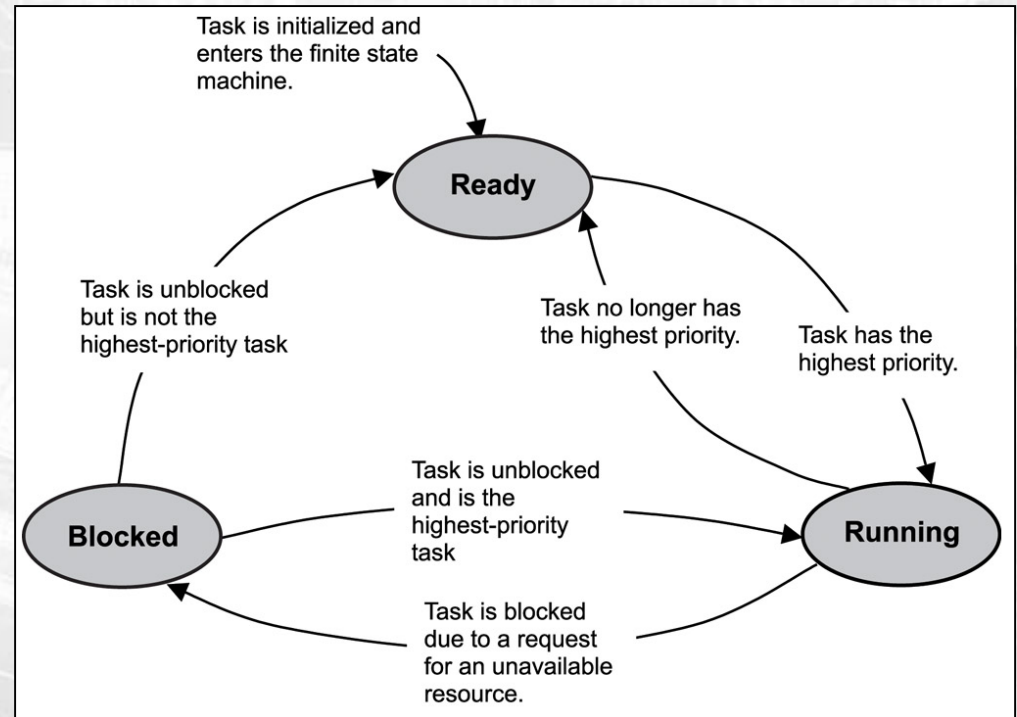 Task is initialized and
enters the finite state
machine.
Ready
Task is unblocked
but is not the
highest-priority task
Task no longer has
the highest priority.
Task has the
highest priority.
Task is unblocked
and is the
highest-priority
task
Blocked
Running
Task is blocked
due to a request
for an unavailable
resource.